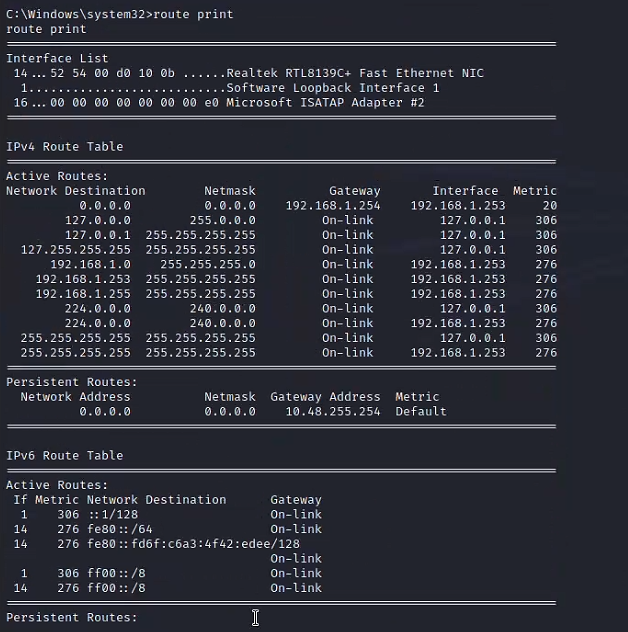 C:\Windows\system32>route print
route print
===========================================================================
Interface List
 14...52 54 00 d0 10 0b ......Realtek RTL8139C+ Fast Ethernet NIC
  1...........................Software Loopback Interface 1
 16...00 00 00 00 00 00 00 e0 Microsoft ISATAP Adapter #2
===========================================================================
IPv4 Route Table
===========================================================================
Active Routes:
Network Destination        Netmask          Gateway       Interface  Metric
          0.0.0.0          0.0.0.0    192.168.1.254    192.168.1.253     20
        127.0.0.0        255.0.0.0         On-link         127.0.0.1    306
        127.0.0.1  255.255.255.255         On-link         127.0.0.1    306
  127.255.255.255  255.255.255.255         On-link         127.0.0.1    306
      192.168.1.0    255.255.255.0         On-link     192.168.1.253    276
    192.168.1.253  255.255.255.255         On-link     192.168.1.253    276
    192.168.1.255  255.255.255.255         On-link     192.168.1.253    276
        224.0.0.0        240.0.0.0         On-link         127.0.0.1    306
        224.0.0.0        240.0.0.0         On-link     192.168.1.253    276
  255.255.255.255  255.255.255.255         On-link         127.0.0.1    306
  255.255.255.255  255.255.255.255         On-link     192.168.1.253    276
===========================================================================
Persistent Routes:
  Network Address          Netmask  Gateway Address  Metric
          0.0.0.0          0.0.0.0    10.48.255.254  Default
===========================================================================
IPv6 Route Table
===========================================================================
Active Routes:
 If Metric Network Destination      Gateway
  1    306 ::1/128                  On-link
 14    276 fe80::/64                On-link
 14    276 fe80::fd6f:c6a3:4f42:edee/128
                                    On-link
  1    306 ff00::/8                 On-link
 14    276 ff00::/8                 On-link
===========================================================================
Persistent Routes: